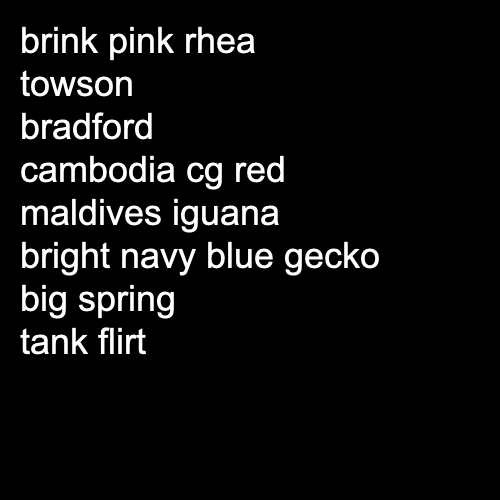 brink pink rhea
towson
bradford
cambodia cg red
maldives iguana
bright navy blue gecko
big spring
tank flirt